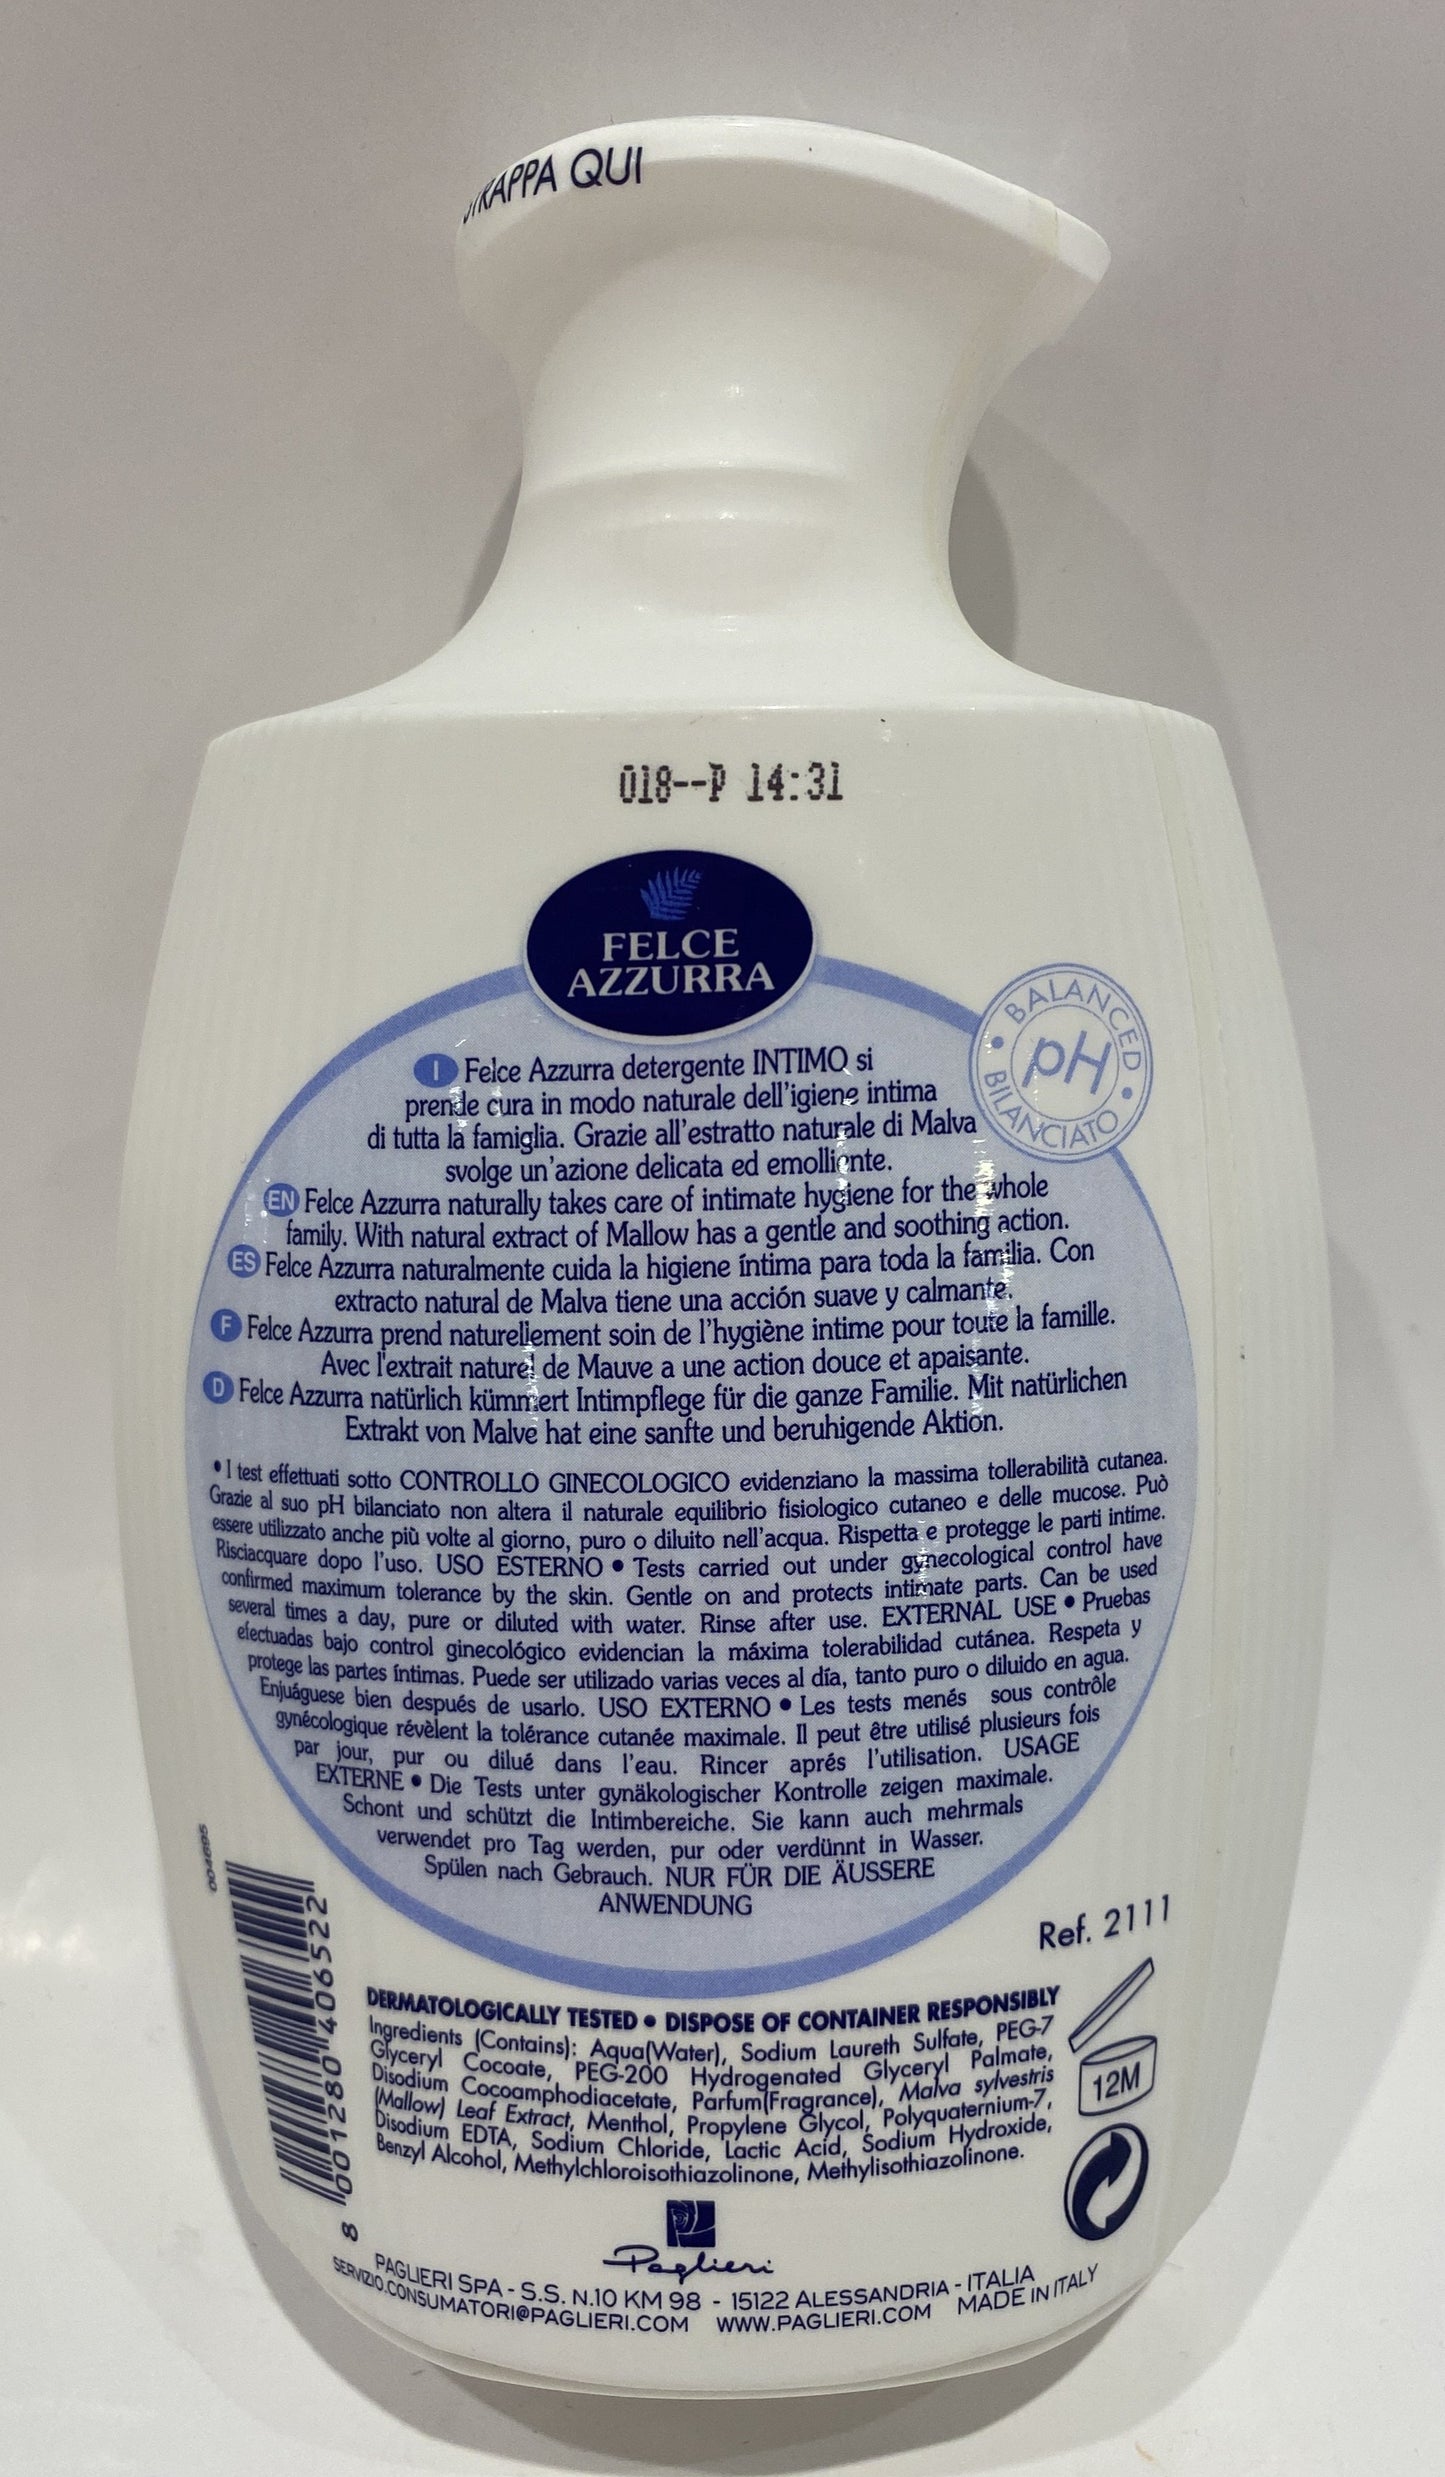 STRAPPA QUI
018--P 14:31
FELCE
AZZURRA
BALANCED
pH
BILANCIATO
I Felce Azzurra detergente INTIMO si
prende cura in modo naturale dell'igiene intima
di tutta la famiglia. Grazie all'estratto naturale di Malva
svolge un'azione delicata ed emolliente.
EN Felce Azzurra naturally takes care of intimate hygiene for the whole
family. With natural extract of Mallow has a gentle and soothing action.
ES Felce Azzurra naturalmente cuida la higiene íntima para toda la familia. Con
extracto natural de Malva tiene una acción suave y calmante.
F Felce Azzurra prend naturellement soin de l'hygiène intime pour toute la famille.
Avec l'extrait naturel de Mauve a une action douce et apaisante.
D Felce Azzurra natürlich kümmert Intimpflege für die ganze Familie. Mit natürlichen
Extrakt von Malve hat eine sanfte und beruhigende Aktion.
• I test effettuati sotto CONTROLLO GINECOLOGICO evidenziano la massima tollerabilità cutanea.
Grazie al suo pH bilanciato non altera il naturale equilibrio fisiologico cutaneo e delle mucose. Può
essere utilizzato anche più volte al giorno, puro o diluito nell'acqua. Rispetta e protegge le parti intime.
Risciacquare dopo l'uso. USO ESTERNO • Tests carried out under gynecological control have
confirmed maximum tolerance by the skin. Gentle on and protects intimate parts. Can be used
several times a day, pure or diluted with water. Rinse after use. EXTERNAL USE • Pruebas
efectuadas bajo control ginecológico evidencian la máxima tolerabilidad cutánea. Respeta y
protege las partes íntimas. Puede ser utilizado varias veces al día, tanto puro o diluido en agua.
Enjuáguese bien después de usarlo. USO EXTERNO • Les tests menés sous contrôle
gynécologique révèlent la tolérance cutanée maximale. Il peut être utilisé plusieurs fois
par jour, pur ou dilué dans l'eau. Rincer aprés l'utilisation. USAGE
EXTERNE • Die Tests unter gynäkologischer Kontrolle zeigen maximale.
Schont und schützt die Intimbereiche. Sie kann auch mehrmals
verwendet pro Tag werden, pur oder verdünnt in Wasser.
Spülen nach Gebrauch. NUR FÜR DIE ÄUSSERE
ANWENDUNG
004695
8 001280 406522
Ref. 2111
DERMATOLOGICALLY TESTED • DISPOSE OF CONTAINER RESPONSIBLY
Ingredients (Contains): Aqua(Water), Sodium Laureth Sulfate, PEG-7
Glyceryl Cocoate, PEG-200 Hydrogenated Glyceryl Palmate,
Disodium Cocoamphodiacetate, Parfum(Fragrance), Malva sylvestris
(Mallow) Leaf Extract, Menthol, Propylene Glycol, Polyquaternium-7,
Disodium EDTA, Sodium Chloride, Lactic Acid, Sodium Hydroxide,
Benzyl Alcohol, Methylchloroisothiazolinone, Methylisothiazolinone.
12M
Paglieri
PAGLIERI SPA - S.S. N.10 KM 98 - 15122 ALESSANDRIA - ITALIA
SERVIZIO.CONSUMATORI@PAGLIERI.COM WWW.PAGLIERI.COM MADE IN ITALY